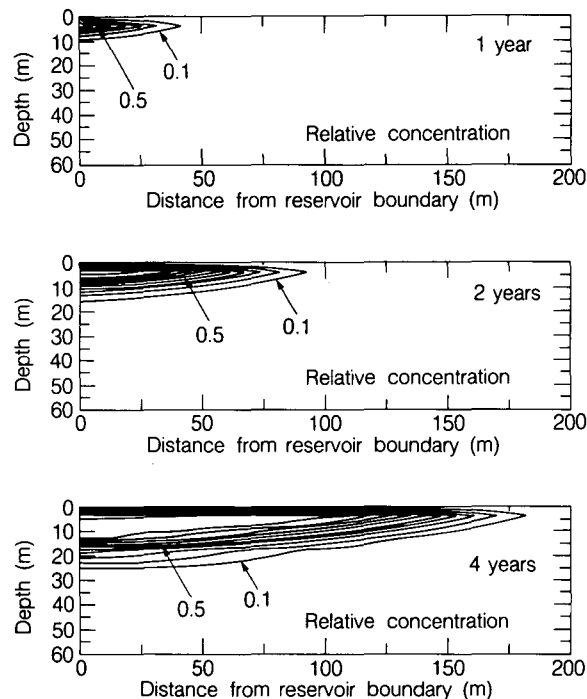 0
10
20
30
40
50
60
Depth (m)
0.5
0.1
1 year
Relative concentration
0 50 100 150 200
Distance from reservoir boundary (m)
0
10
20
30
40
50
60
Depth (m)
0.5
0.1
2 years
Relative concentration
0 50 100 150 200
Distance from reservoir boundary (m)
0
10
20
30
40
50
60
Depth (m)
0.5
0.1
4 years
Relative concentration
0 50 100 150 200
Distance from reservoir boundary (m)